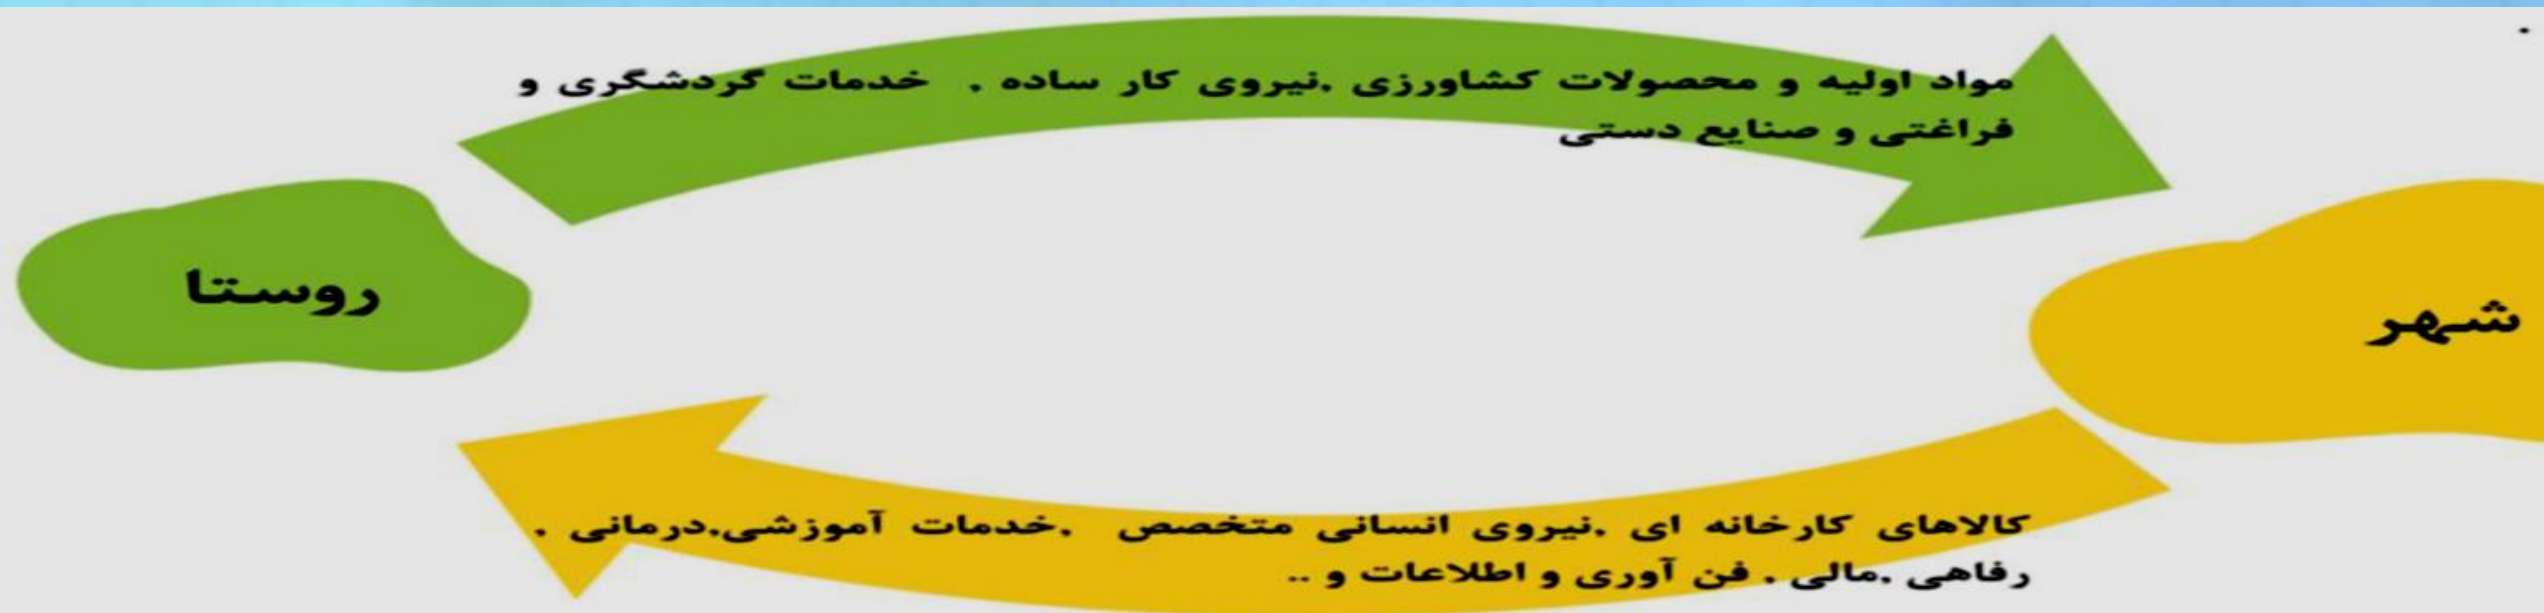 مواد اولیه و محصولات کشاورزی .نیروی کار ساده . خدمات گردشگری و
فراغتی و صنایع دستی
روستا
شهر
کالاهای کارخانه ای .نیروی انسانی متخصص .خدمات آموزشی.درمانی .
رفاهی .مالی . فن آوری و اطلاعات و ..